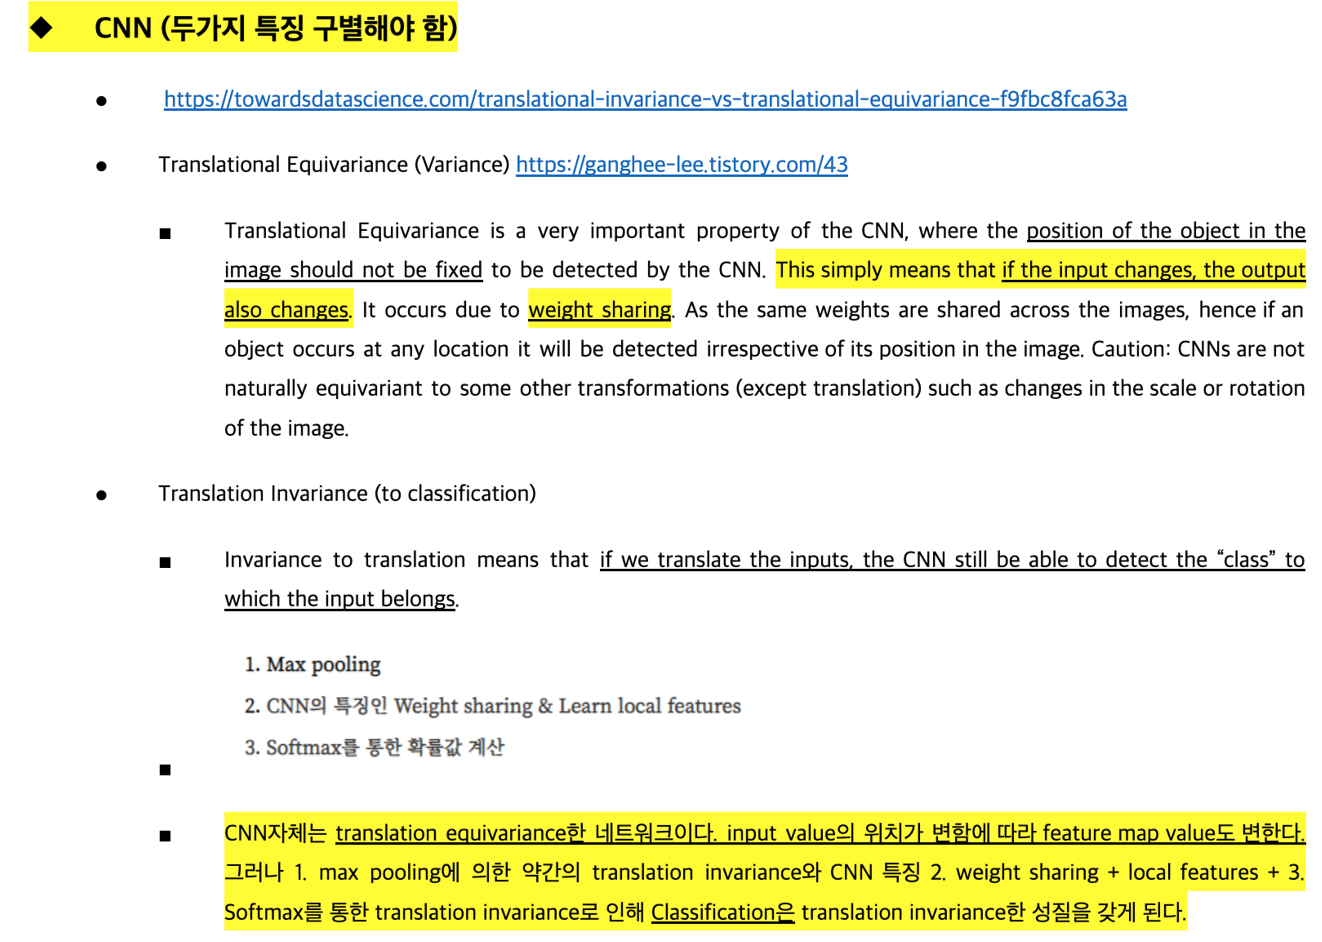 ◆ CNN (두가지 특징 구별해야 함)
● https://towardsdatascience.com/translational-invariance-vs-translational-equivariance-f9fbc8fca63a
● Translational Equivariance (Variance) https://ganghee-lee.tistory.com/43
■ Translational Equivariance is a very important property of the CNN, where the position of the object in the
image should not be fixed to be detected by the CNN. This simply means that if the input changes, the output
also changes. It occurs due to weight sharing. As the same weights are shared across the images, hence if an
object occurs at any location it will be detected irrespective of its position in the image. Caution: CNNs are not
naturally equivariant to some other transformations (except translation) such as changes in the scale or rotation
of the image.
● Translation Invariance (to classification)
■ Invariance to translation means that if we translate the inputs, the CNN still be able to detect the “class” to
which the input belongs.
1. Max pooling
2. CNN의 특징인 Weight sharing & Learn local features
3. Softmax를 통한 확률값 계산
■
■ CNN자체는 translation equivariance한 네트워크이다. input value의 위치가 변함에 따라 feature map value도 변한다.
그러나 1. max pooling에 의한 약간의 translation invariance와 CNN 특징 2. weight sharing + local features + 3.
Softmax를 통한 translation invariance로 인해 Classification은 translation invariance한 성질을 갖게 된다.